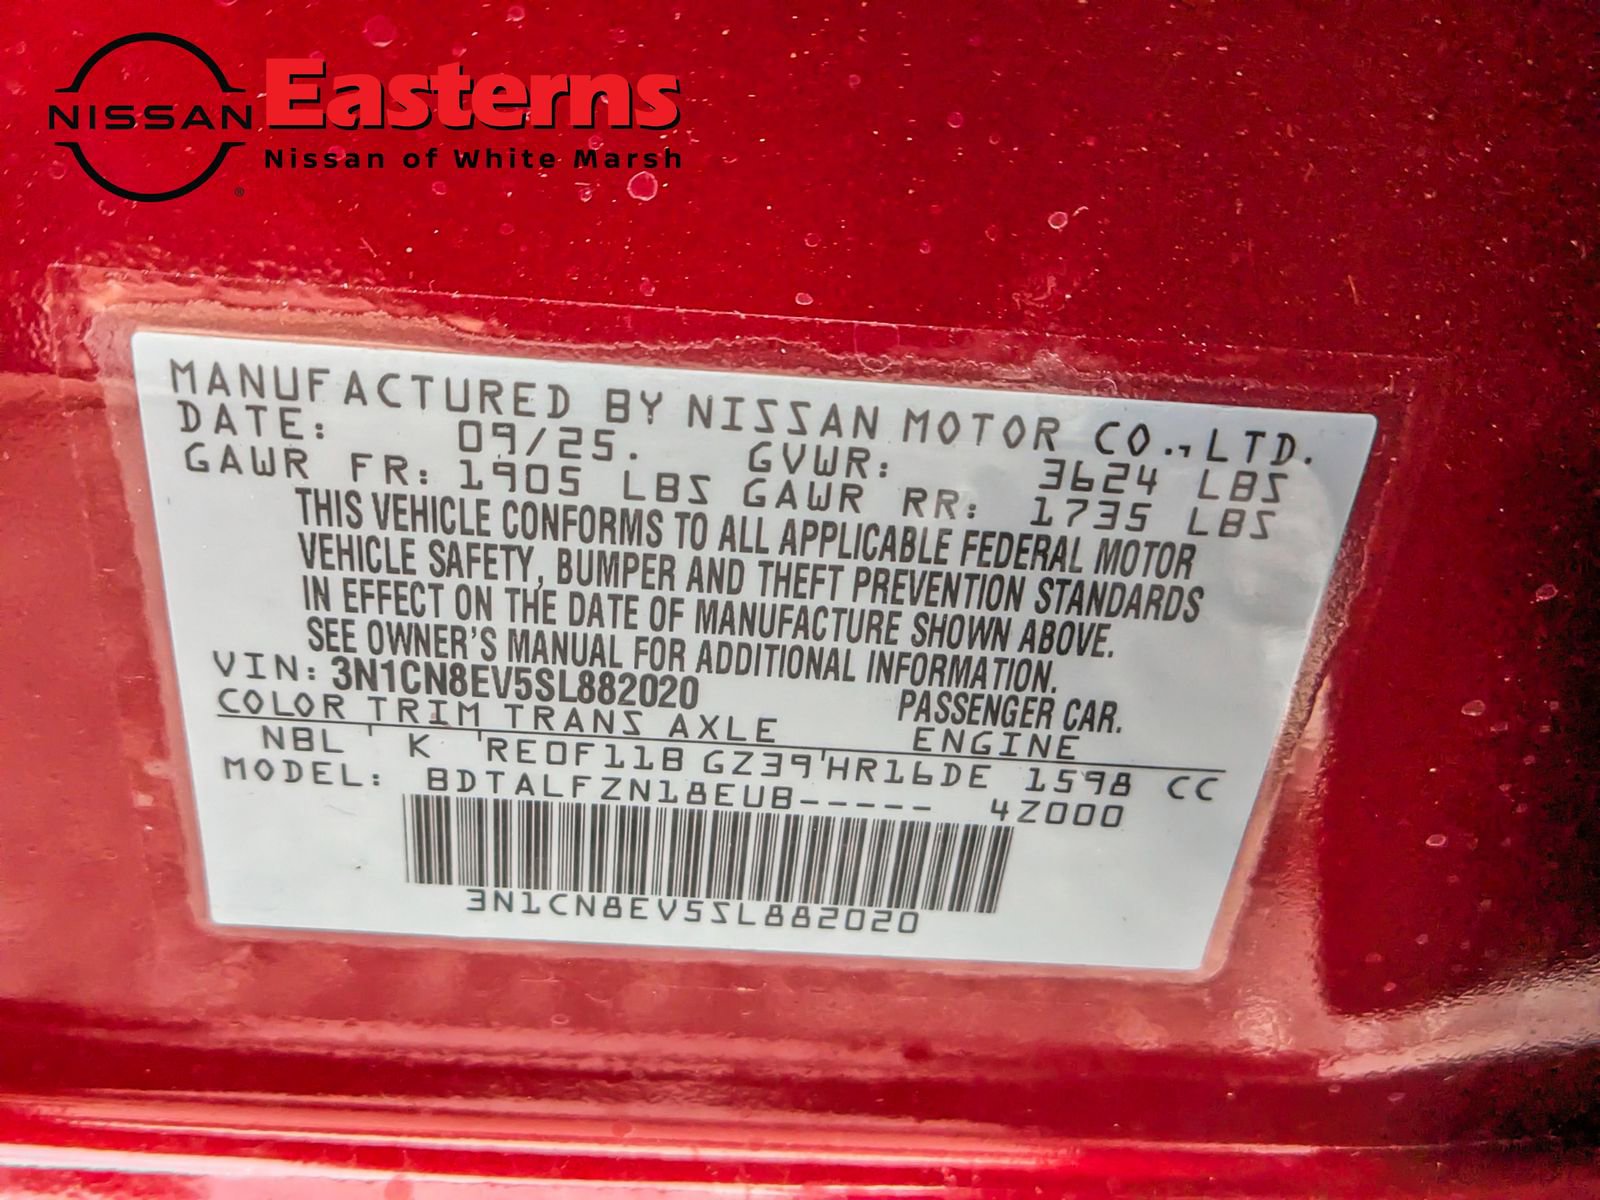 NISSAN
Easterns
Nissan of White Marsh
®
MANUFACTURED BY NISSAN MOTOR CO., LTD.
DATE: 09/25. GVWR: 3624 LBS
GAWR FR: 1905 LBS GAWR RR: 1735 LBS
THIS VEHICLE CONFORMS TO ALL APPLICABLE FEDERAL MOTOR
VEHICLE SAFETY, BUMPER AND THEFT PREVENTION STANDARDS
IN EFFECT ON THE DATE OF MANUFACTURE SHOWN ABOVE.
SEE OWNER'S MANUAL FOR ADDITIONAL INFORMATION.
VIN: 3N1CN8EV5SL882020 PASSENGER CAR.
COLOR TRIM TRANS AXLE ENGINE
NBL K RE0F11B GZ39 HR16DE 1598 CC
MODEL: BDTALFZN18EUB----- 4Z000
3N1CN8EV5SL882020